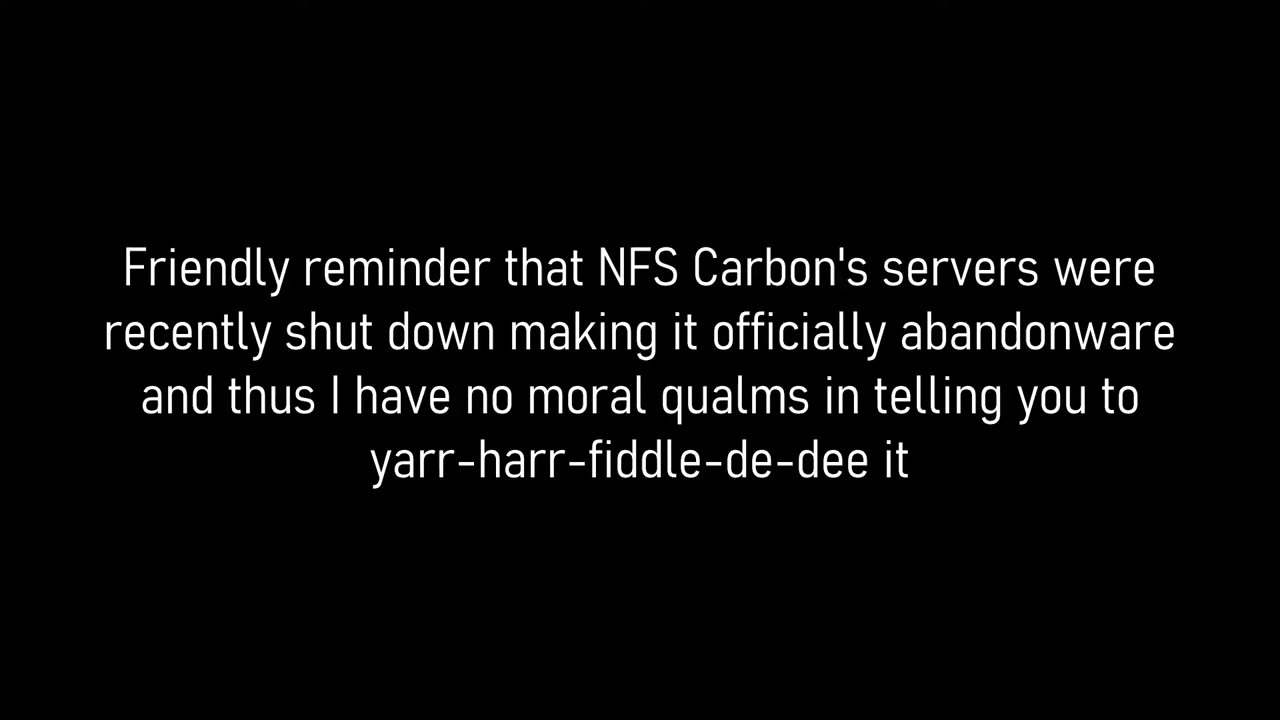 Friendly reminder that NFS Carbon's servers were
recently shut down making it officially abandonware
and thus I have no moral qualms in telling you to
yarr-harr-fiddle-de-dee it